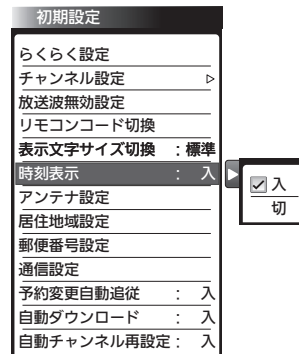 初期設定
らくらく設定
チャンネル設定 ▷
放送波無効設定
リモコンコード切換
表示文字サイズ切換 : 標準
時刻表示 : 入
アンテナ設定
居住地域設定
郵便番号設定
通信設定
予約変更自動追従 : 入
自動ダウンロード : 入
自動チャンネル再設定 : 入
入
切